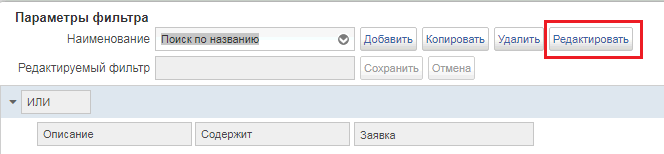 Параметры фильтра
Наименование Поиск по названию Добавить Копировать Удалить Редактировать
Редактируемый фильтр Сохранить Отмена
ИЛИ
Описание Содержит Заявка